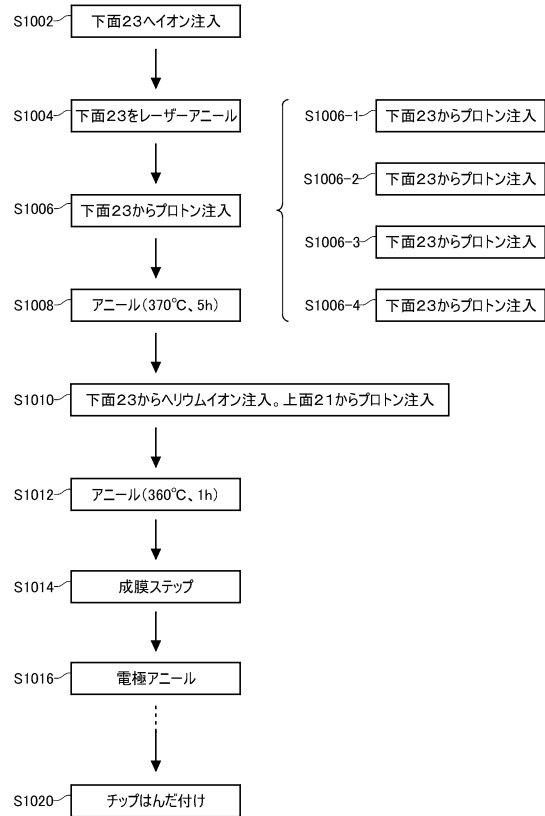 S1002 下面23へイオン注入
S1004 下面23をレーザーアニール
S1006 下面23からプロトン注入
S1006-1 下面23からプロトン注入
S1006-2 下面23からプロトン注入
S1006-3 下面23からプロトン注入
S1006-4 下面23からプロトン注入
S1008 アニール(370℃、5h)
S1010 下面23からヘリウムイオン注入。上面21からプロトン注入
S1012 アニール(360℃、1h)
S1014 成膜ステップ
S1016 電極アニール
S1020 チップはんだ付け